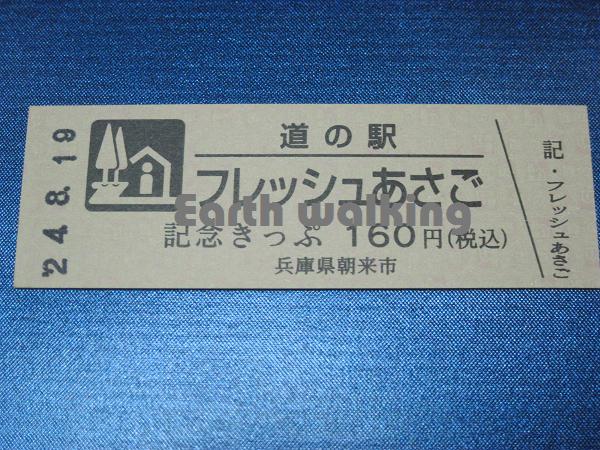 '24.8.19
道の駅
フレッシュあさご
Earth walking
記念きっぷ 160円(税込)
兵庫県朝来市
記・フレッシュあさご